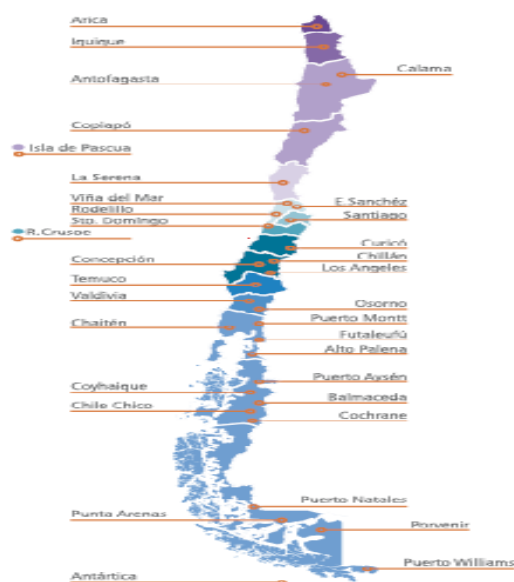 Arica
Iquique
Calama
Antofagasta
Copiapó
Isla de Pascua
La Serena
Viña del Mar
E.Sanchéz
Rodelillo
Santiago
Sto. Domingo
R.Crusoe
Curicó
Chillán
Concepción
Los Angeles
Temuco
Valdivia
Osorno
Puerto Montt
Chaitén
Futaleufú
Alto Palena
Puerto Aysén
Coyhaique
Balmaceda
Chile Chico
Cochrane
Puerto Natales
Punta Arenas
Porvenir
Puerto Williams
Antártica